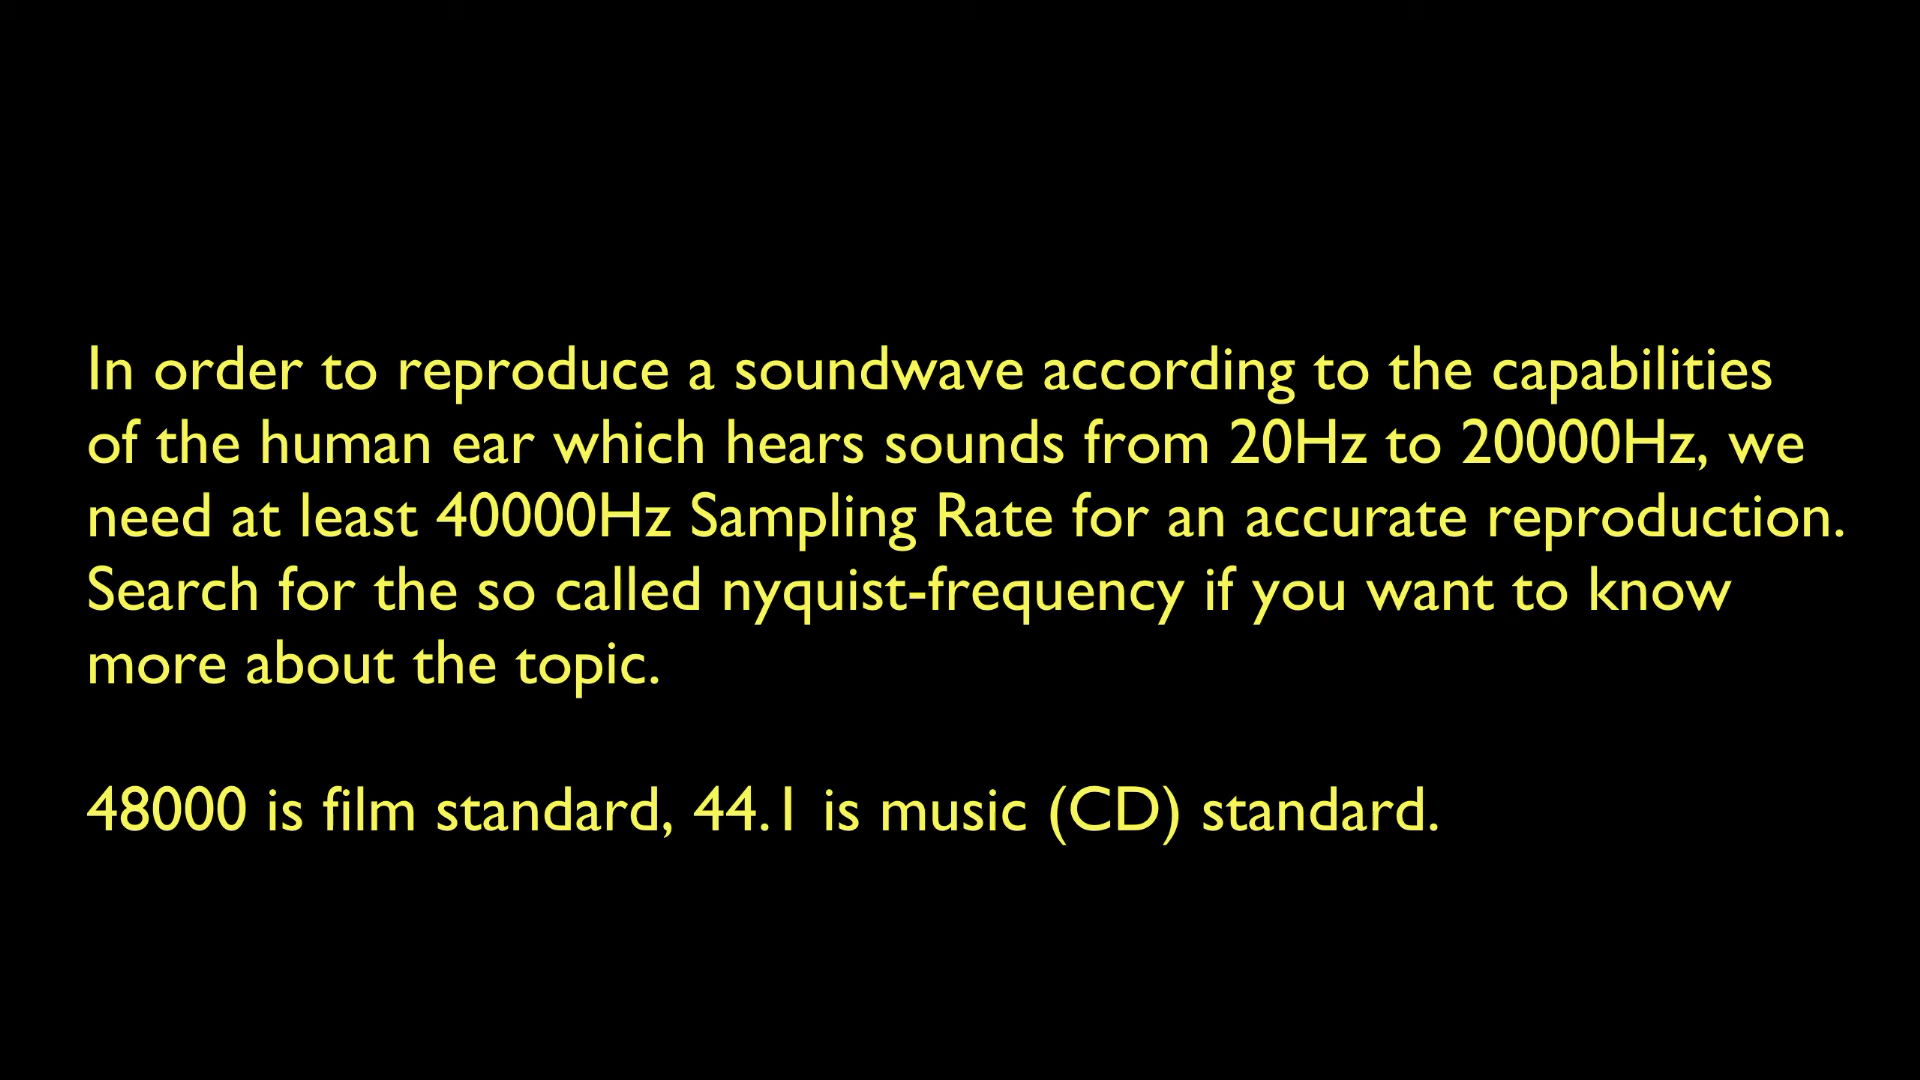 In order to reproduce a soundwave according to the capabilities
of the human ear which hears sounds from 20Hz to 20000Hz, we
need at least 40000Hz Sampling Rate for an accurate reproduction.
Search for the so called nyquist-frequency if you want to know
more about the topic.
48000 is film standard, 44.1 is music (CD) standard.